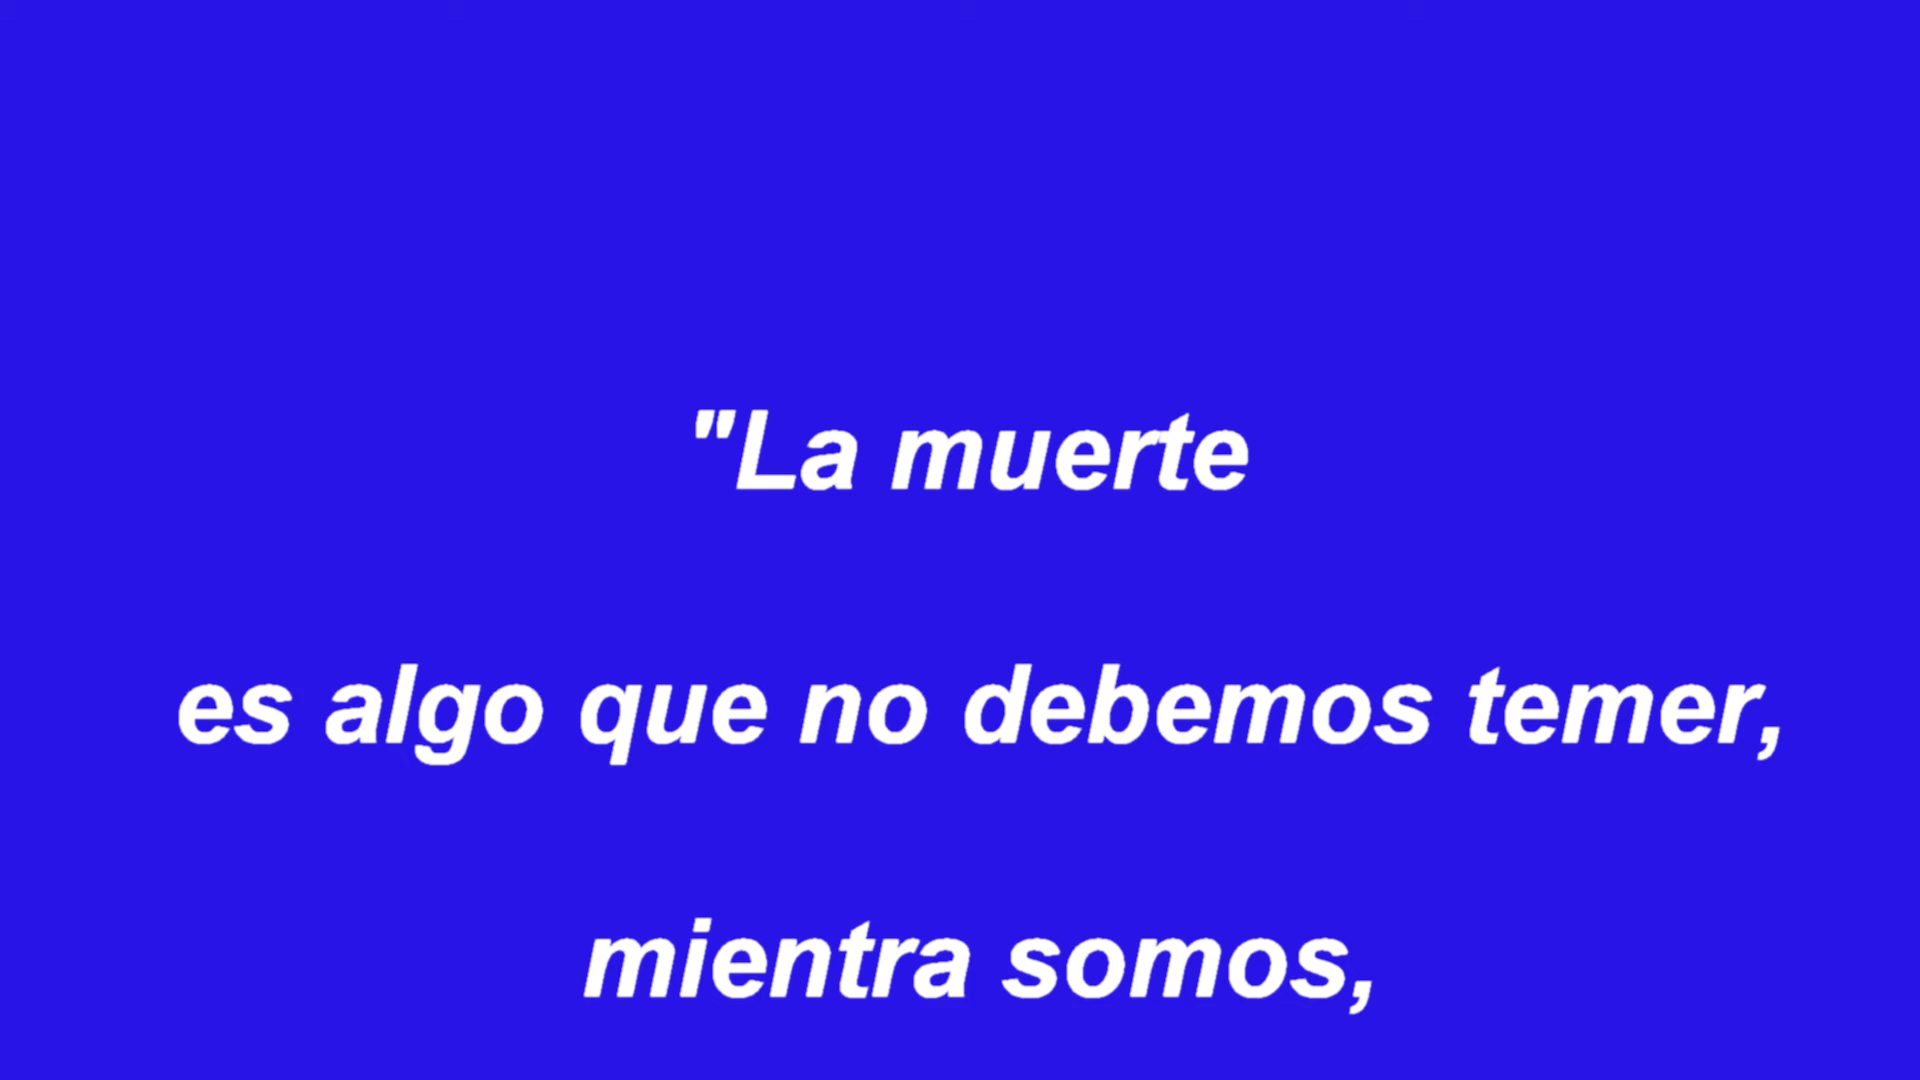 "La muerte
es algo que no debemos temer,
mientra somos,